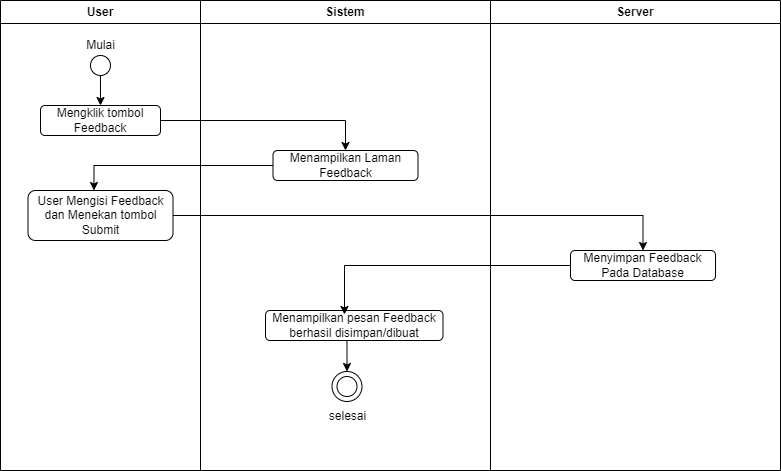 User
Sistem
Server
Mulai
Mengklik tombol
Feedback
Menampilkan Laman
Feedback
User Mengisi Feedback
dan Menekan tombol
Submit
Menyimpan Feedback
Pada Database
Menampilkan pesan Feedback
berhasil disimpan/dibuat
selesai